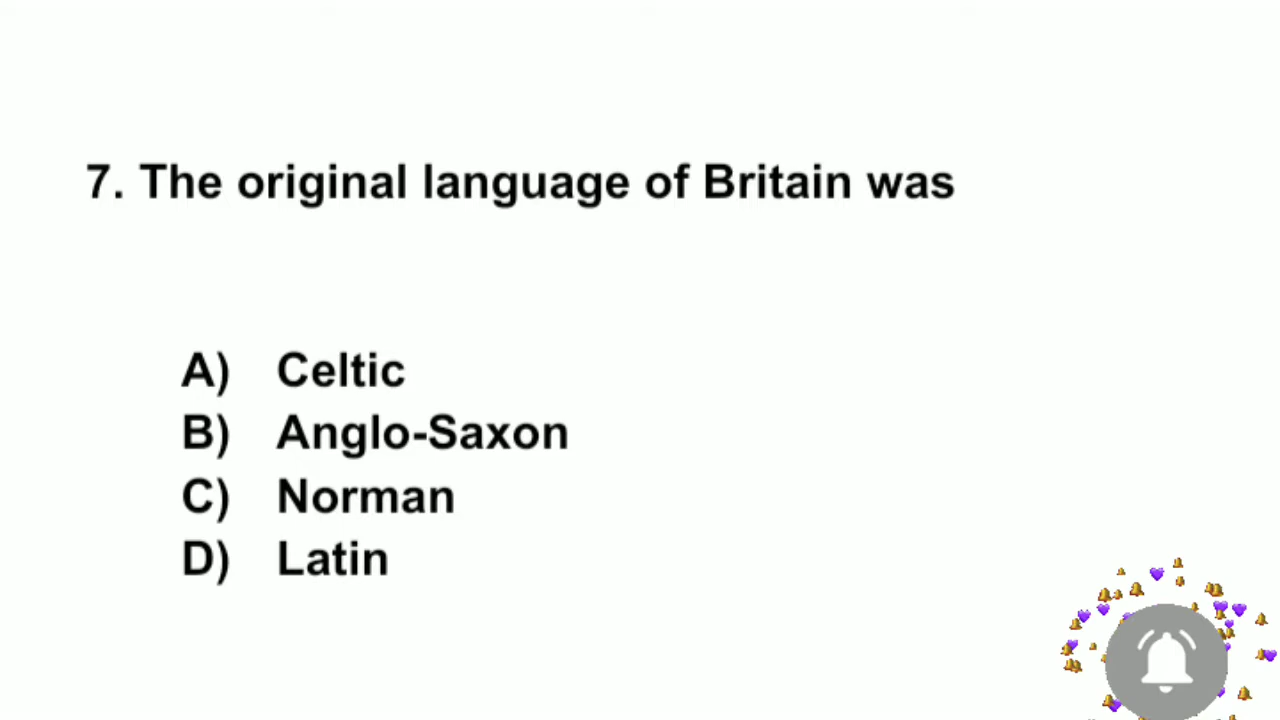 7. The original language of Britain was
A) Celtic
B) Anglo-Saxon
C) Norman
D) Latin